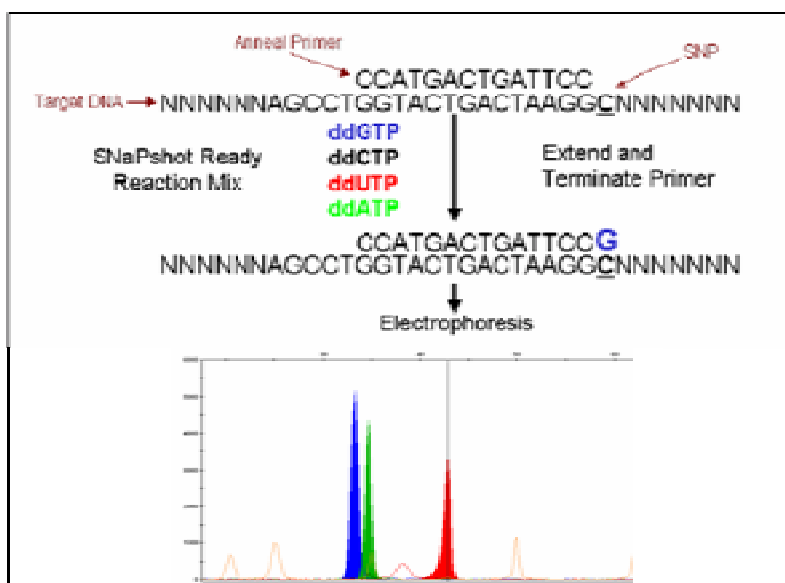 Anneal Primer
SNP
CCATGACTGATTCC
Target DNA
NNNNNNAGCCTGGTACTGACTAAGGCNNNNNNN
ddGTP
SNaPshot Ready
Reaction Mix
ddCTP
ddUTP
ddATP
Extend and
Terminate Primer
CCATGACTGATTCCG
NNNNNNAGCCTGGTACTGACTAAGGCNNNNNNN
Electrophoresis